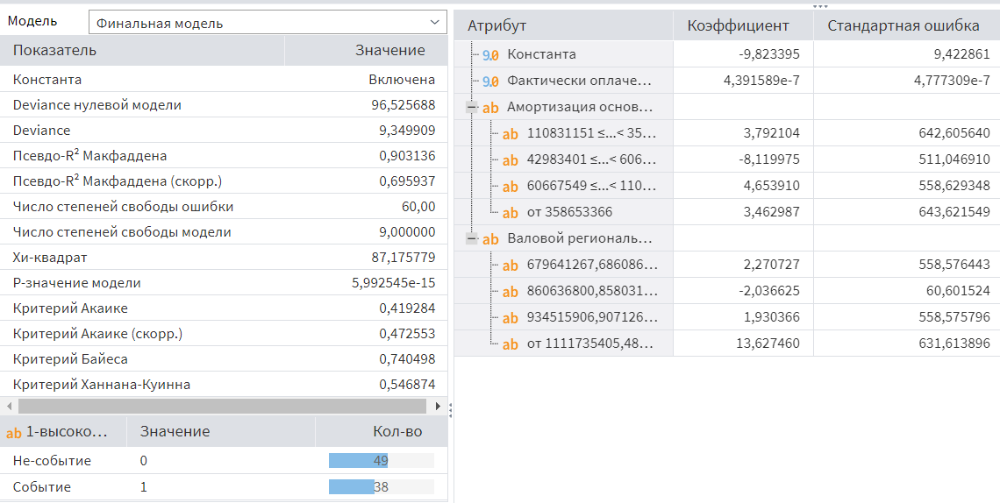 Модель Финальная модель
Показатель Значение
Константа Включена
Deviance нулевой модели 96,525688
Deviance 9,349909
Псевдо-R² Макфаддена 0,903136
Псевдо-R² Макфаддена (скорр.) 0,695937
Число степеней свободы ошибки 60,00
Число степеней свободы модели 9,000000
Хи-квадрат 87,175779
P-значение модели 5,992545e-15
Критерий Акаике 0,419284
Критерий Акаике (скорр.) 0,472553
Критерий Байеса 0,740498
Критерий Ханнана-Куинна 0,546874
ab 1-высоко... Значение Кол-во
Не-событие 0 49
Событие 1 38
Атрибут Коэффициент Стандартная ошибка
9.0 Константа -9,823395 9,422861
9.0 Фактически оплаче... 4,391589e-7 4,777309e-7
ab Амортизация основ...
ab 110831151 ≤...< 35... 3,792104 642,605640
ab 42983401 ≤...< 606... -8,119975 511,046910
ab 60667549 ≤...< 110... 4,653910 558,629348
ab от 358653366 3,462987 643,621549
ab Валовой региональ...
ab 679641267,686086... 2,270727 558,576443
ab 860636800,858031... -2,036625 60,601524
ab 934515906,907126... 1,930366 558,575796
ab от 1111735405,48... 13,627460 631,613896